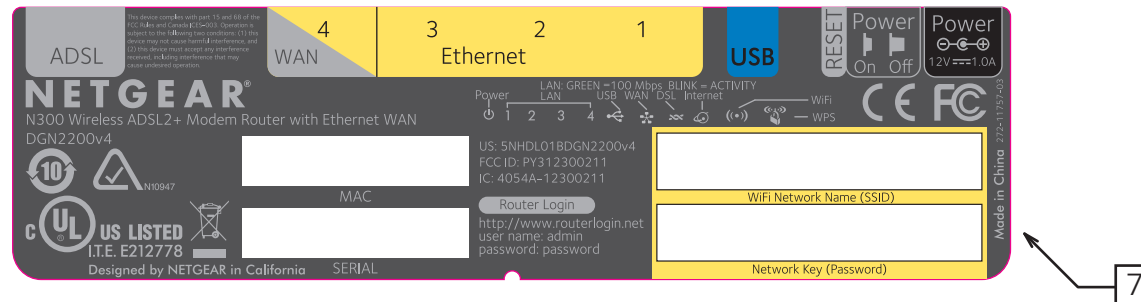 ADSL
This device complies with part 15 and 68 of the
FCC Rules and Canada ICES-003. Operation is
subject to the following two conditions: (1) this
device may not cause harmful interference, and
(2) this device must accept any interference
received, including interference that may
cause undesired operation.
WAN
4 3 2 1
Ethernet
USB
RESET
Power
On Off
Power
12V 1.0A
NETGEAR®
N300 Wireless ADSL2+ Modem Router with Ethernet WAN
DGN2200v4
LAN: GREEN =100 Mbps BLINK = ACTIVITY
Power LAN USB WAN DSL Internet WiFi
1 2 3 4 WPS
CE FC
272-11757-03
Made in China
10
N10947
MAC
US: 5NHDL01BDGN2200v4
FCC ID: PY312300211
IC: 4054A-12300211
Router Login
http://www.routerlogin.net
user name: admin
password: password
WiFi Network Name (SSID)
Network Key (Password)
C UL ® US LISTED
I.T.E. E212778
Designed by NETGEAR in California
SERIAL
7